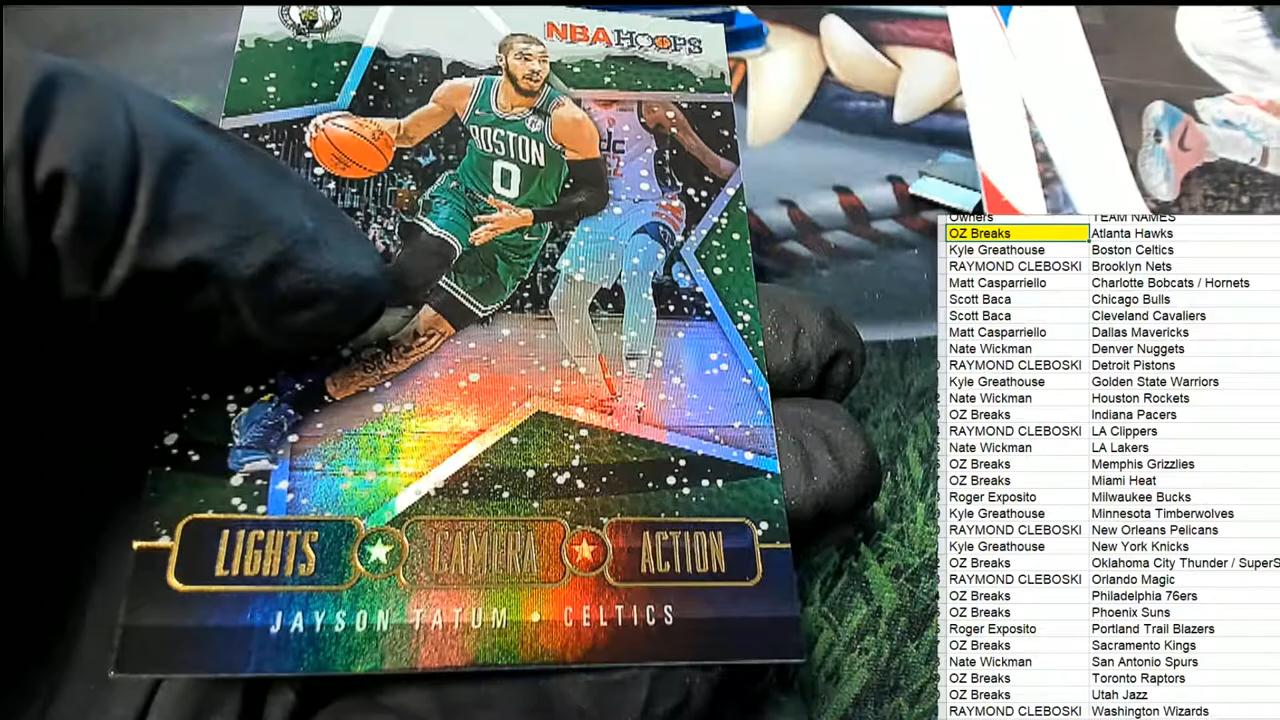 NBA HOOPS
BOSTON
0
LIGHTS CAMERA ACTION
JAYSON TATUM • CELTICS
Owners TEAM NAMES
OZ Breaks Atlanta Hawks
Kyle Greathouse Boston Celtics
RAYMOND CLEBOSKI Brooklyn Nets
Matt Casparriello Charlotte Bobcats / Hornets
Scott Baca Chicago Bulls
Scott Baca Cleveland Cavaliers
Matt Casparriello Dallas Mavericks
Nate Wickman Denver Nuggets
RAYMOND CLEBOSKI Detroit Pistons
Kyle Greathouse Golden State Warriors
Nate Wickman Houston Rockets
OZ Breaks Indiana Pacers
RAYMOND CLEBOSKI LA Clippers
Nate Wickman LA Lakers
OZ Breaks Memphis Grizzlies
OZ Breaks Miami Heat
Roger Exposito Milwaukee Bucks
Kyle Greathouse Minnesota Timberwolves
RAYMOND CLEBOSKI New Orleans Pelicans
Kyle Greathouse New York Knicks
OZ Breaks Oklahoma City Thunder / SuperS
RAYMOND CLEBOSKI Orlando Magic
OZ Breaks Philadelphia 76ers
OZ Breaks Phoenix Suns
Roger Exposito Portland Trail Blazers
OZ Breaks Sacramento Kings
Nate Wickman San Antonio Spurs
OZ Breaks Toronto Raptors
OZ Breaks Utah Jazz
RAYMOND CLEBOSKI Washington Wizards